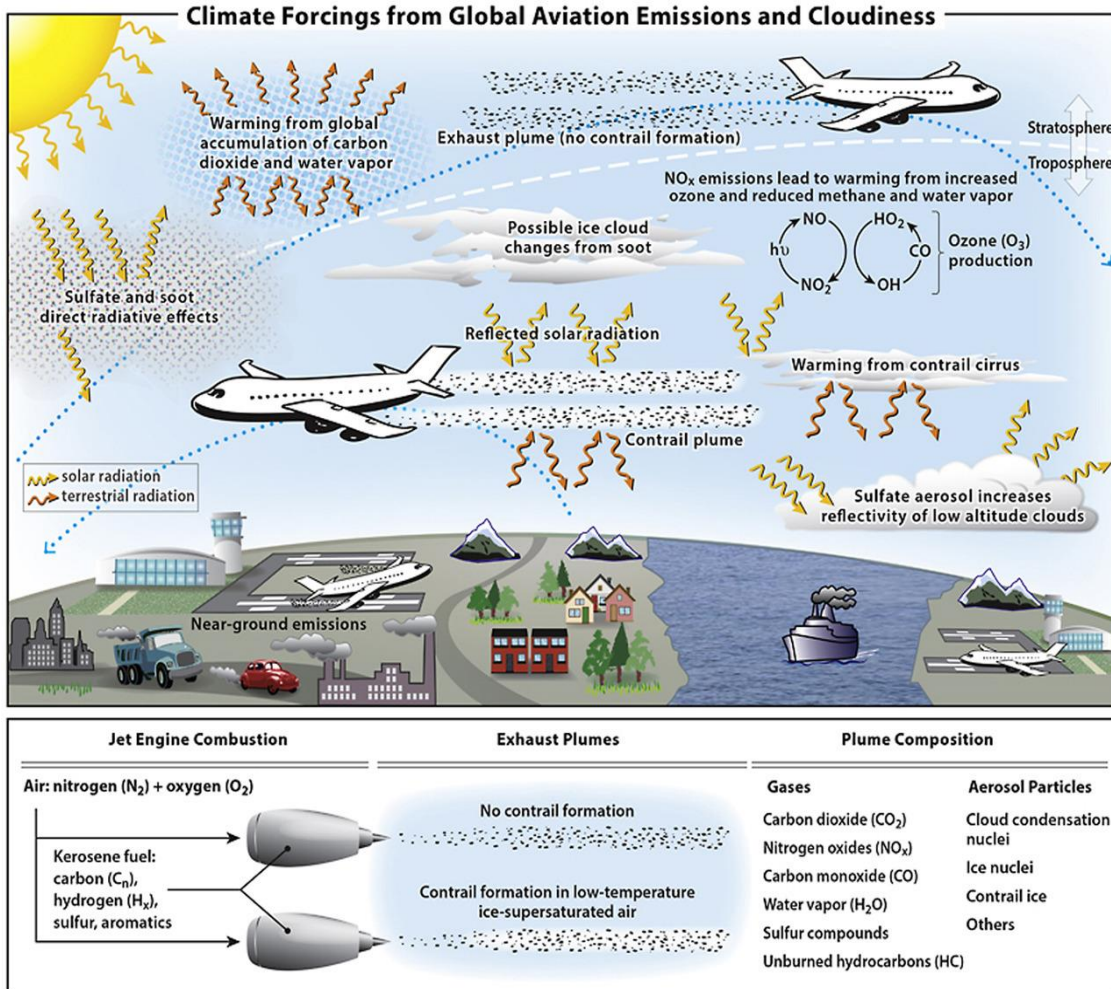 Climate Forcings from Global Aviation Emissions and Cloudiness
Warming from global
accumulation of carbon
dioxide and water vapor
Exhaust plume (no contrail formation)
Stratosphere
Troposphere
NOx emissions lead to warming from increased
ozone and reduced methane and water vapor
NO
HO2
hυ
CO
NO2
OH
Ozone (O3)
production
Possible ice cloud
changes from soot
Sulfate and soot
direct radiative effects
Reflected solar radiation
Warming from contrail cirrus
Contrail plume
solar radiation
terrestrial radiation
Sulfate aerosol increases
reflectivity of low altitude clouds
Near-ground emissions
Jet Engine Combustion
Air: nitrogen (N2) + oxygen (O2)
Kerosene fuel:
carbon (Cn),
hydrogen (Hx),
sulfur, aromatics
Exhaust Plumes
No contrail formation
Contrail formation in low-temperature
ice-supersaturated air
Plume Composition
Gases
Carbon dioxide (CO2)
Nitrogen oxides (NOx)
Carbon monoxide (CO)
Water vapor (H2O)
Sulfur compounds
Unburned hydrocarbons (HC)
Aerosol Particles
Cloud condensation
nuclei
Ice nuclei
Contrail ice
Others